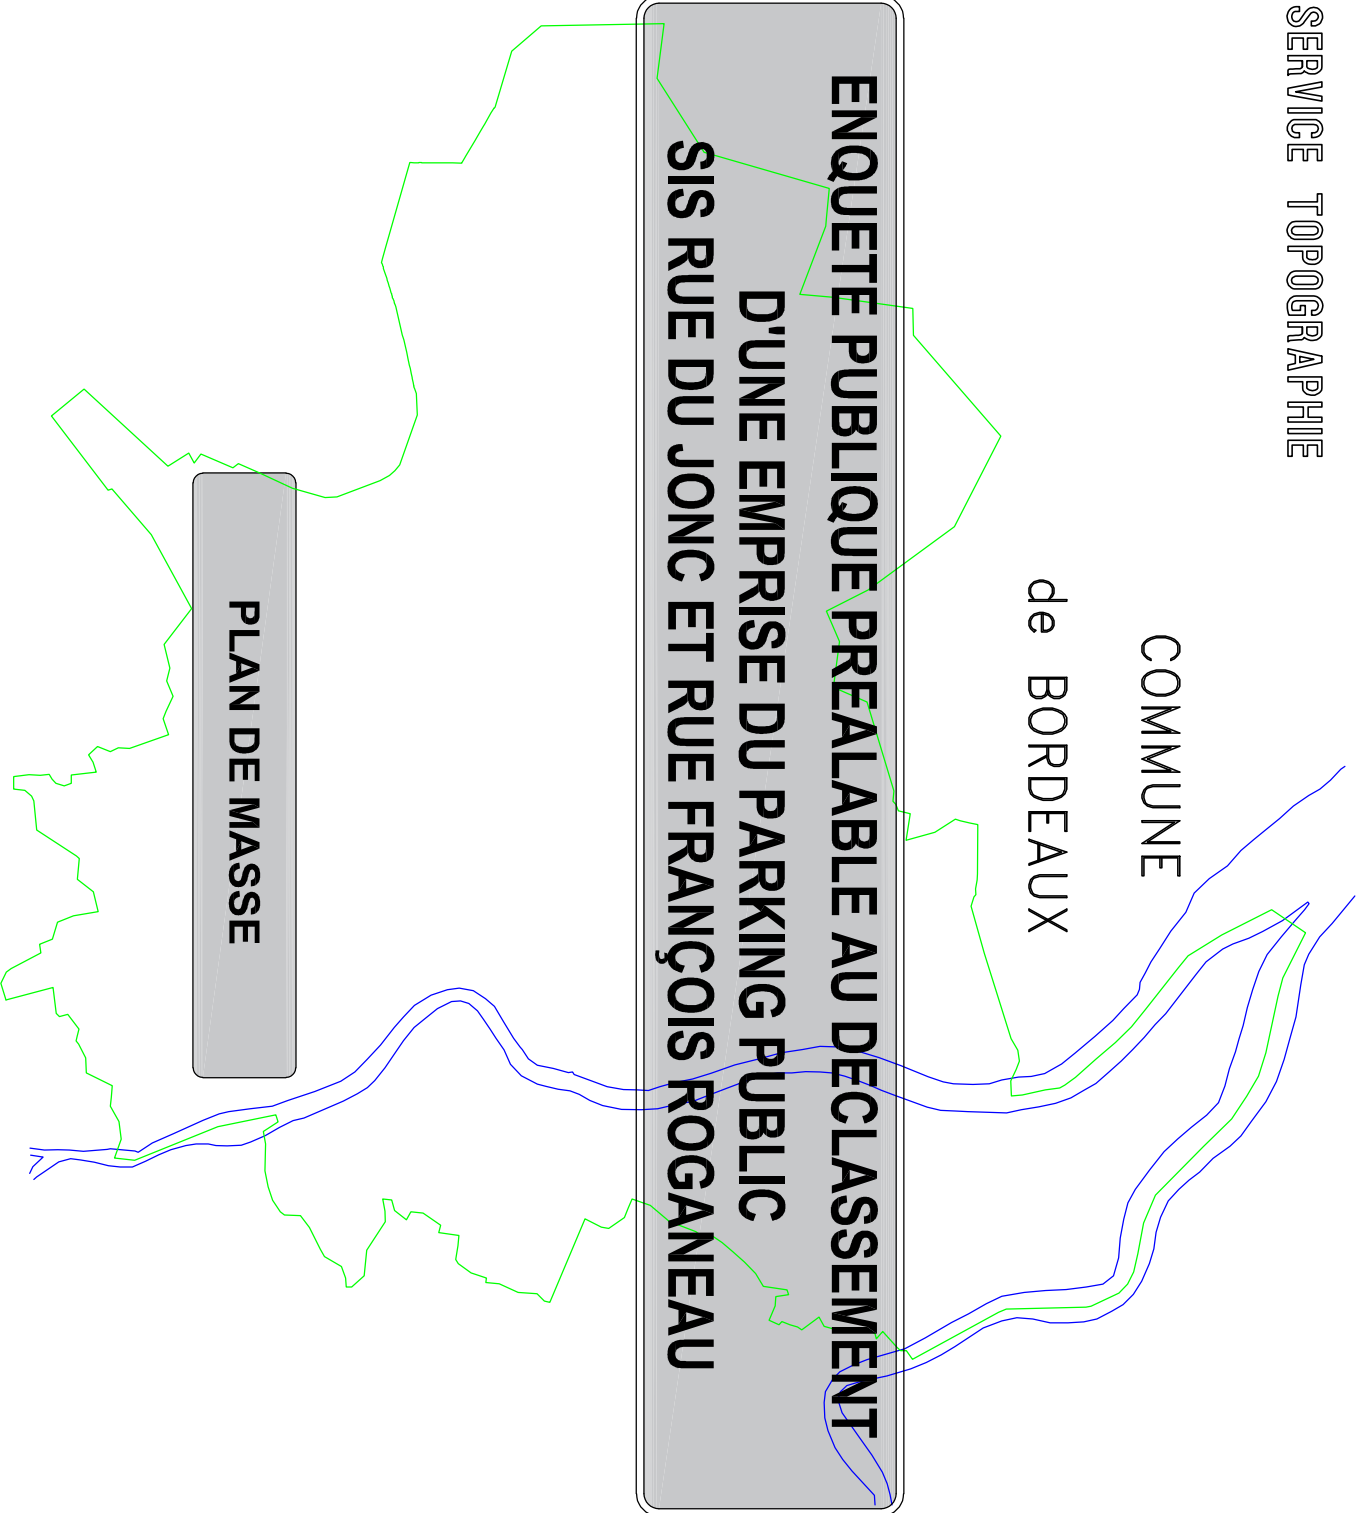 SERVICE TOPOGRAPHIE
COMMUNE
de BORDEAUX
ENQUETE PUBLIQUE PREALABLE AU DECLASSEMENT
D'UNE EMPRISE DU PARKING PUBLIC
SIS RUE DU JONC ET RUE FRANÇOIS ROGANEAU
PLAN DE MASSE